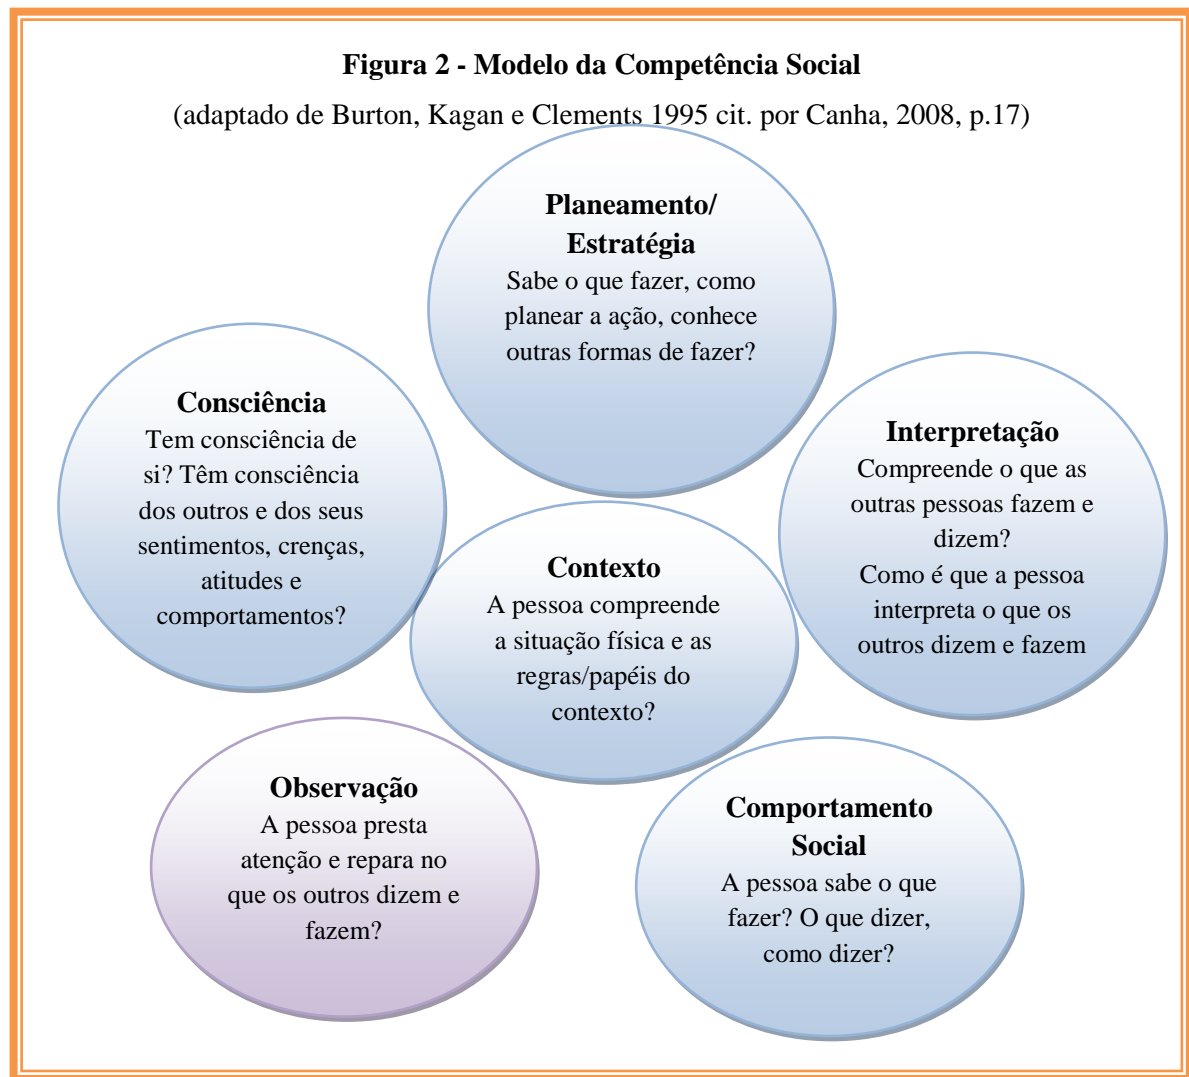 Figura 2 - Modelo da Competência Social
(adaptado de Burton, Kagan e Clements 1995 cit. por Canha, 2008, p.17)
Planeamento/
Estratégia
Sabe o que fazer, como
planear a ação, conhece
outras formas de fazer?
Consciência
Tem consciência de
si? Têm consciência
dos outros e dos seus
sentimentos, crenças,
atitudes e
comportamentos?
Interpretação
Compreende o que as
outras pessoas fazem e
dizem?
Como é que a pessoa
interpreta o que os
outros dizem e fazem
Contexto
A pessoa compreende
a situação física e as
regras/papéis do
contexto?
Observação
A pessoa presta
atenção e repara no
que os outros dizem e
fazem?
Comportamento
Social
A pessoa sabe o que
fazer? O que dizer,
como dizer?